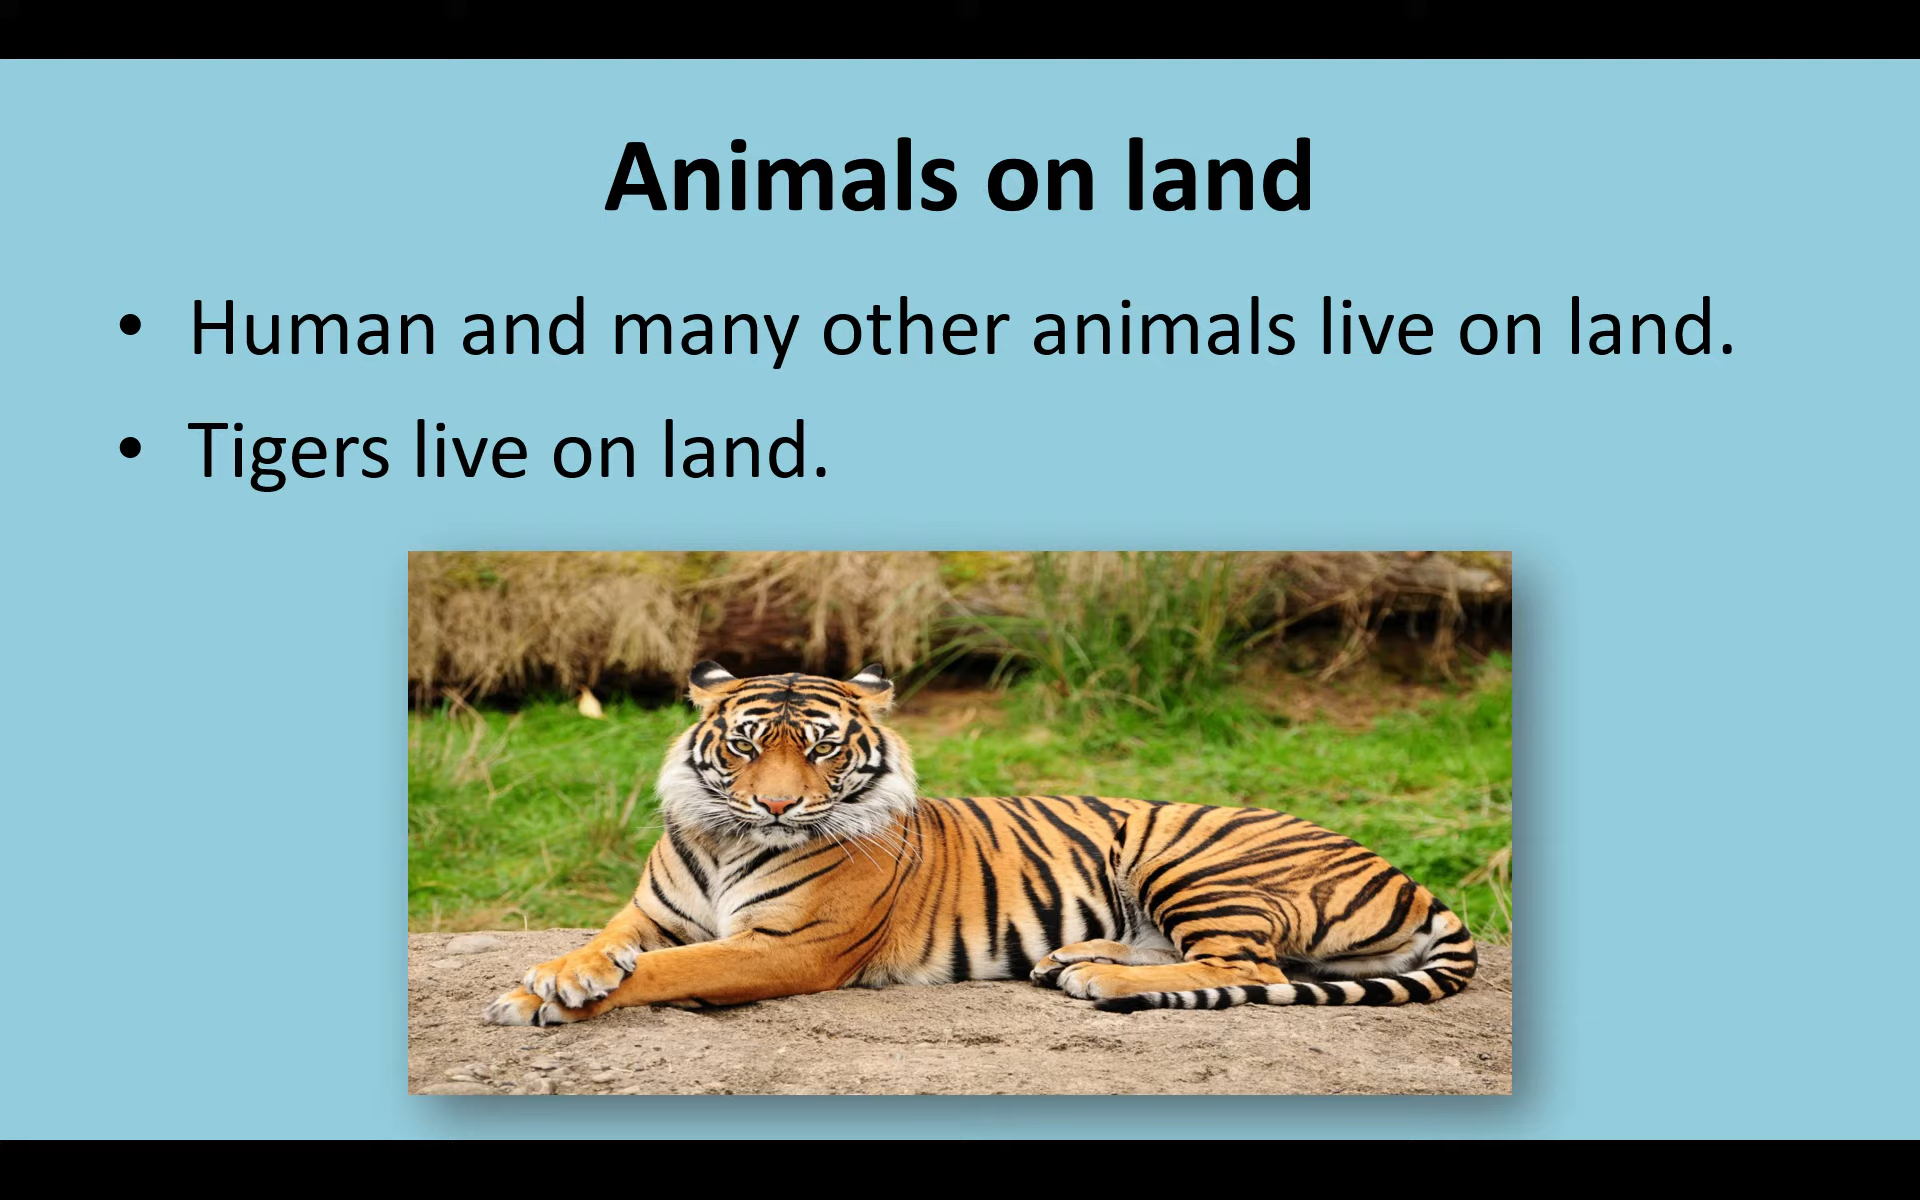 Animals on land
• Human and many other animals live on land.
• Tigers live on land.